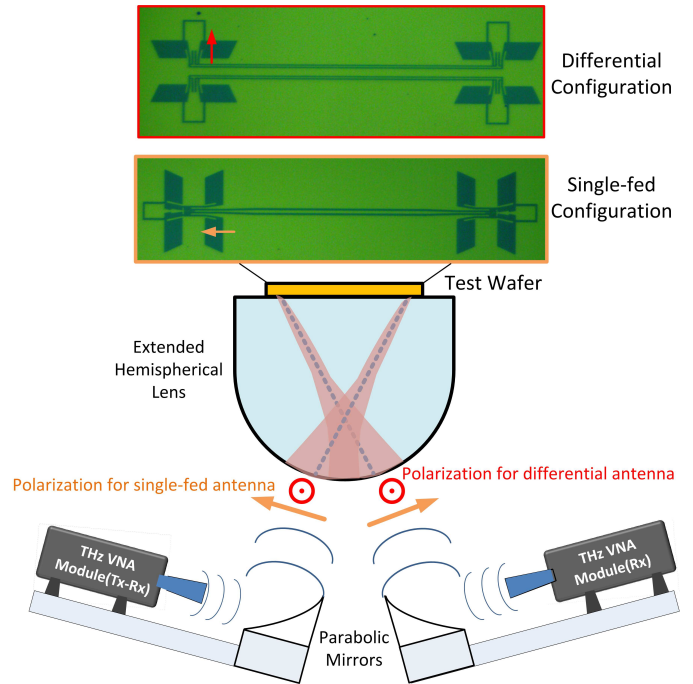 Differential
Configuration
Single-fed
Configuration
Test Wafer
Extended
Hemispherical
Lens
Polarization for differential antenna
Polarization for single-fed antenna
THz VNA
Module(Tx-Rx)
THz VNA
Module(Rx)
Parabolic
Mirrors